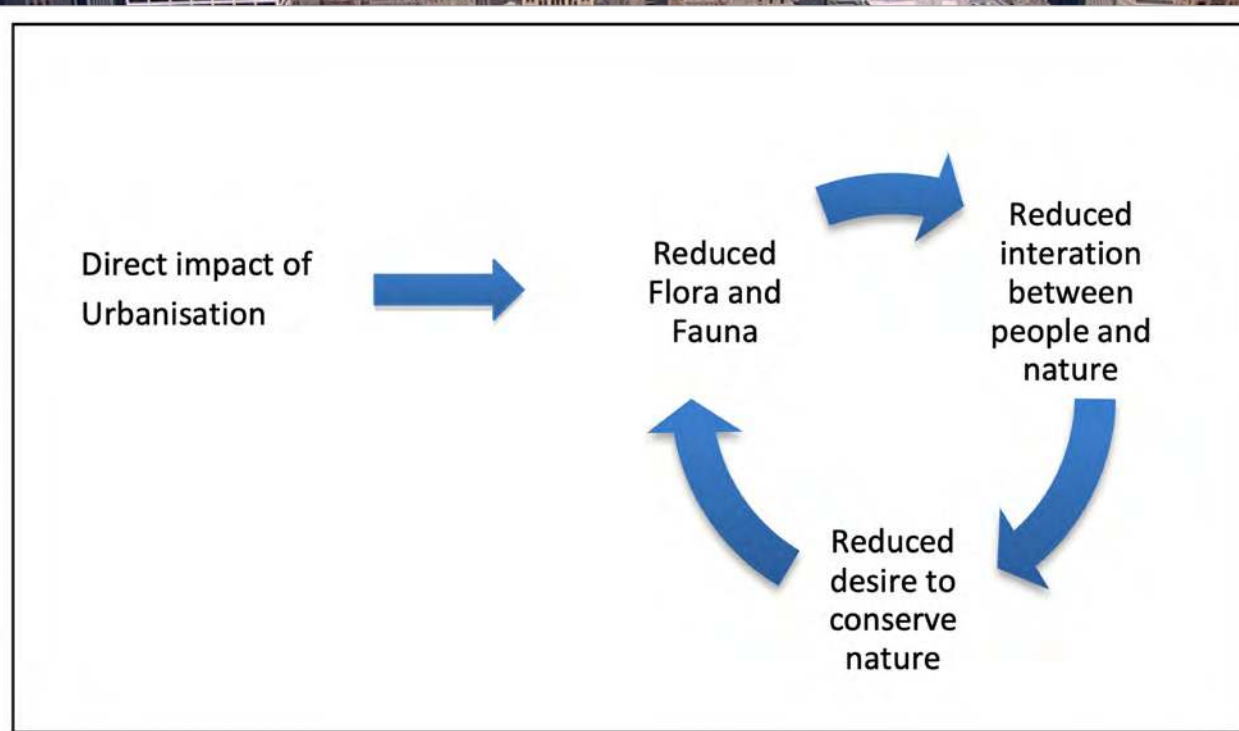 Direct impact of
Urbanisation
Reduced
Flora and
Fauna
Reduced
interation
between
people and
nature
Reduced
desire to
conserve
nature